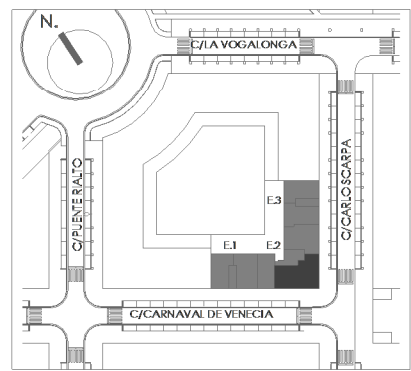 N.
C/LA VOGALONGA
C/PUENTE RIALTO
C/CARLO SCARPA
E.3
E.1
E.2
C/CARNAVAL DE VENECIA